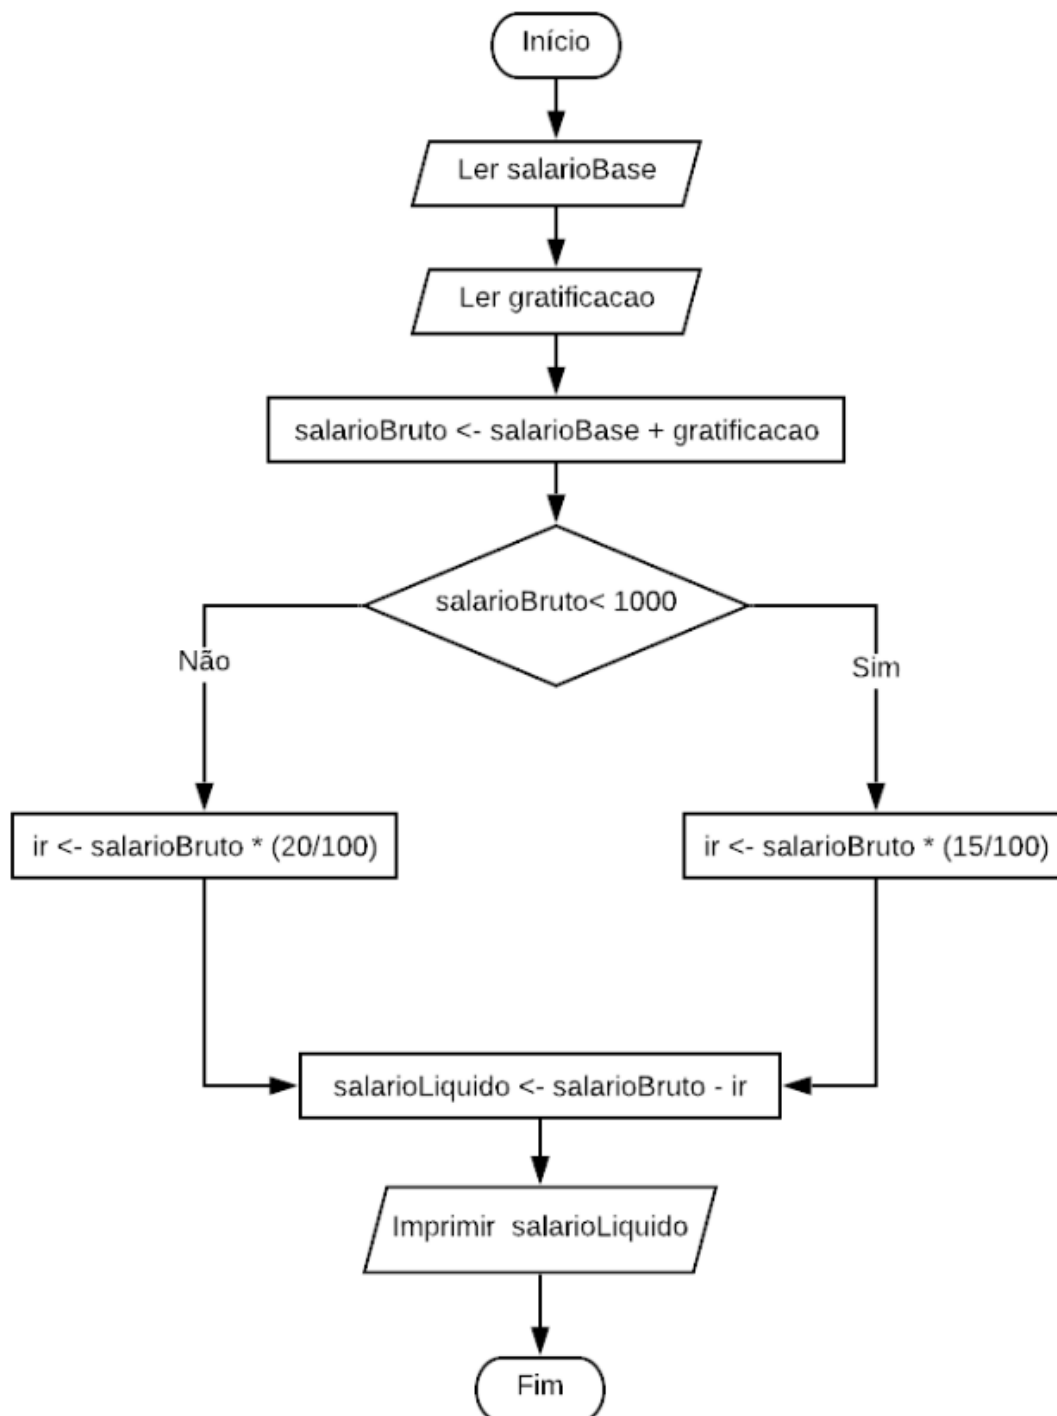 Início
Ler salarioBase
Ler gratificacao
salarioBruto <- salarioBase + gratificacao
salarioBruto< 1000
Não
Sim
ir <- salarioBruto * (20/100)
ir <- salarioBruto * (15/100)
salarioLiquido <- salarioBruto - ir
Imprimir  salarioLiquido
Fim